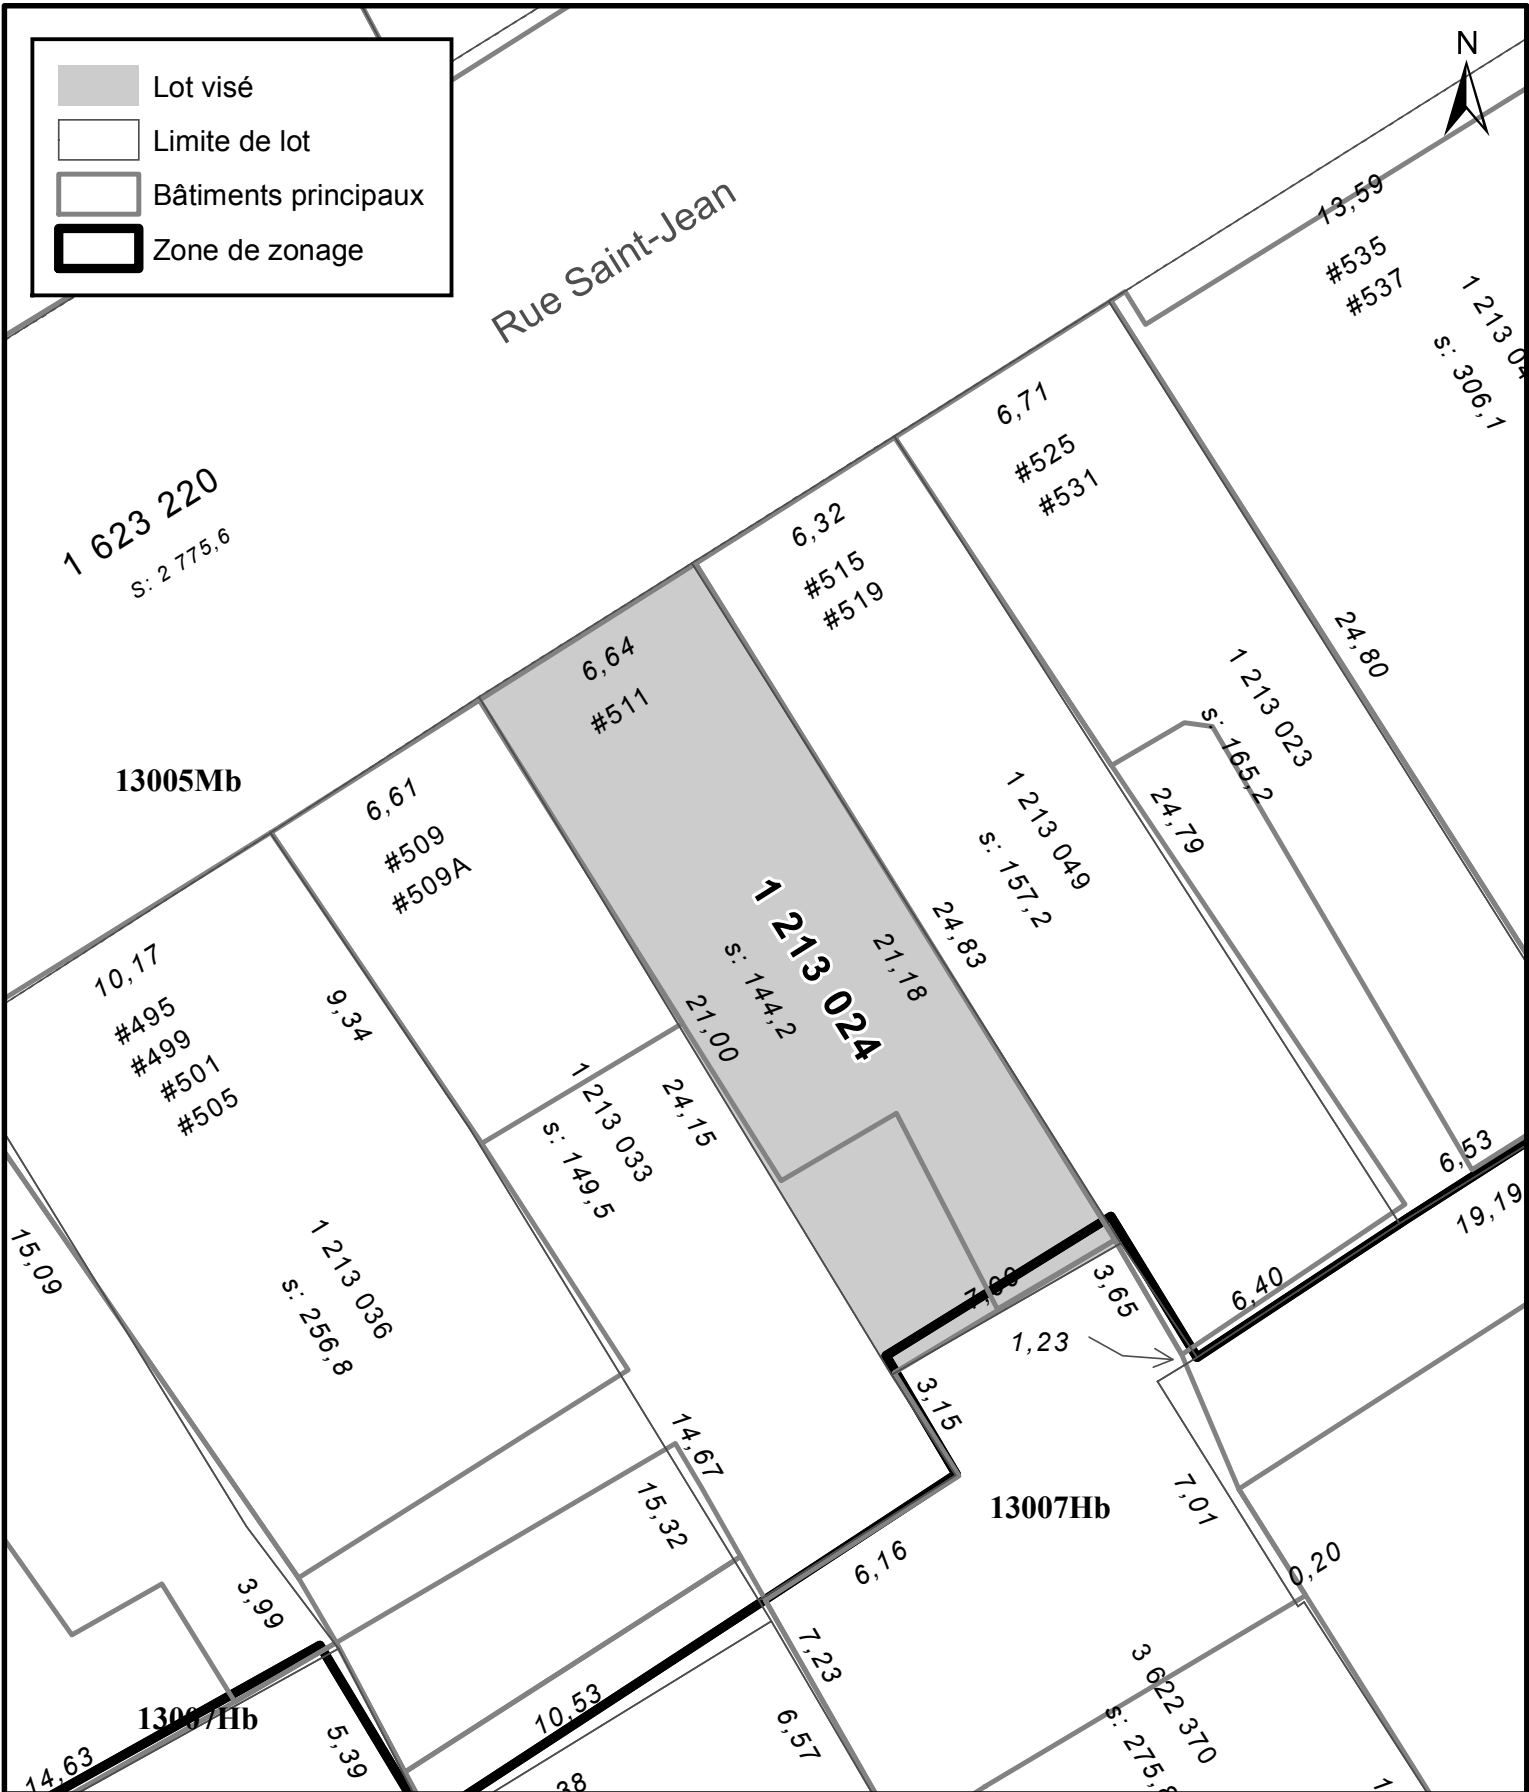 Lot visé
Limite de lot
Bâtiments principaux
Zone de zonage
N
Rue Saint-Jean
13,59
#535
#537
s: 306,1
6,71
#525
#531
1 623 220
S: 2 775,6
6,32
#515
#519
6,64
#511
24,80
1 213 023
s: 165,2
24,79
13005Mb
6,61
#509
#509A
1 213 049
s: 157,2
24,83
21,18
1 213 024
s: 144,2
21,00
10,17
#495
#499
#501
#505
9,34
1 213 033
s: 149,5
24,15
6,53
19,19
15,09
1 213 036
s: 256,8
3,65
6,40
1,23
3,15
14,67
15,32
7,01
13007Hb
6,16
0,20
3,99
7,23
13007Hb
10,53
6,57
5,39
14,63
3 622 370
38
1